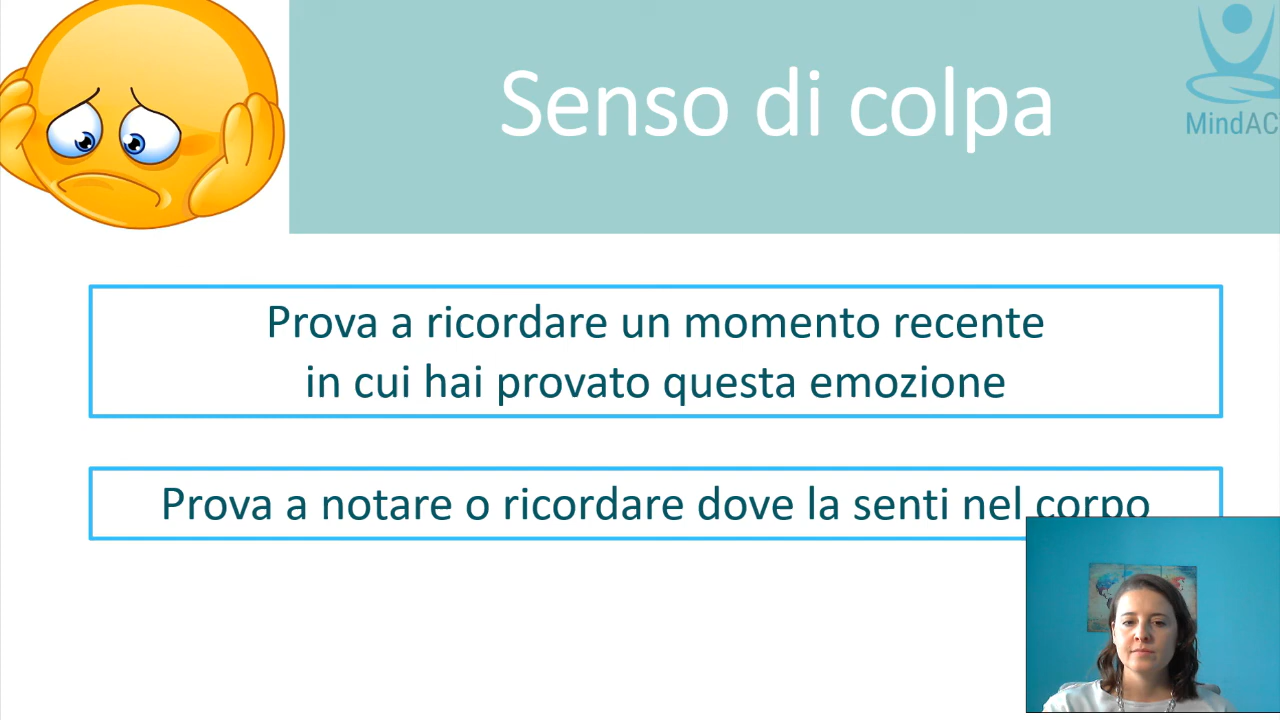 Senso di colpa
MindAC
Prova a ricordare un momento recente
in cui hai provato questa emozione
Prova a notare o ricordare dove la senti nel corpo